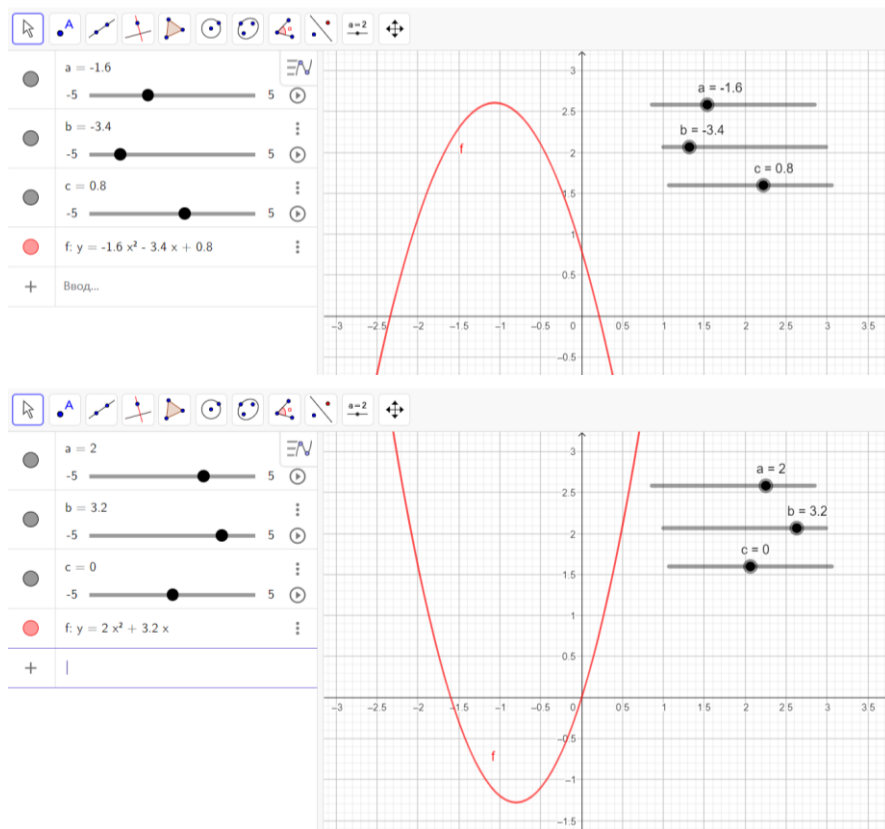 A
a=2
a = -1.6
-5
5
b = -3.4
-5
5
c = 0.8
-5
5
f: y = -1.6 x² - 3.4 x + 0.8
+ Ввод...
3
2.5
2
1.5
1
0.5
−3 −2.5 −2 −1.5 −1 −0.5 0 0.5 1 1.5 2 2.5 3 3.5
−0.5
f
a = -1.6
b = -3.4
c = 0.8
A
a=2
a = 2
-5
5
b = 3.2
-5
5
c = 0
-5
5
f: y = 2 x² + 3.2 x
+
3
2.5
2
1.5
1
0.5
−3 −2.5 −2 −1.5 −1 −0.5 0 0.5 1 1.5 2 2.5 3 3.5
−0.5
−1
−1.5
f
a = 2
b = 3.2
c = 0